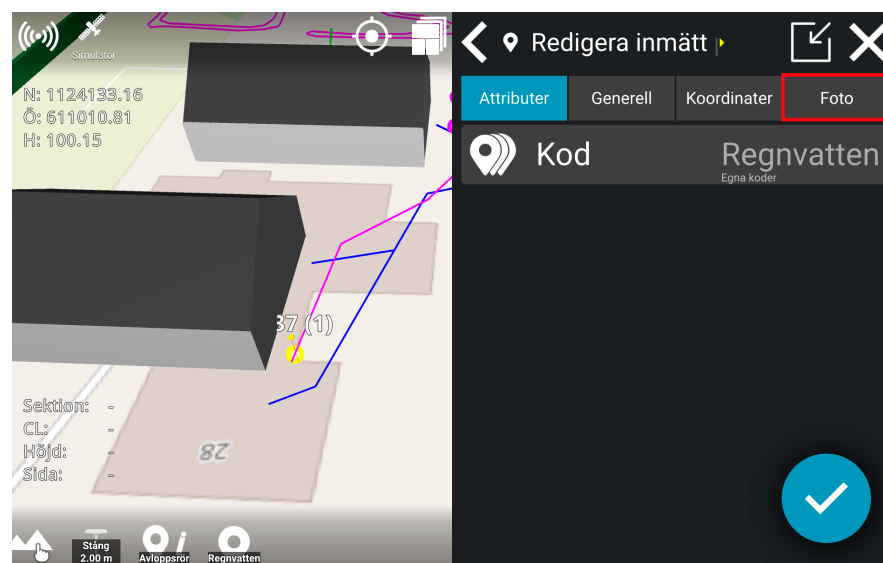 Simulator
N: 1124133.16
Ö: 611010.81
H: 100.15
37 (1)
Sektion: -
CL: -
Höjd: -
Sida: -
28
Stång
2.00 m
Avloppsrör
Regnvatten
Redigera inmätt
Attributer
Generell
Koordinater
Foto
Kod
Regnvatten
Egna koder